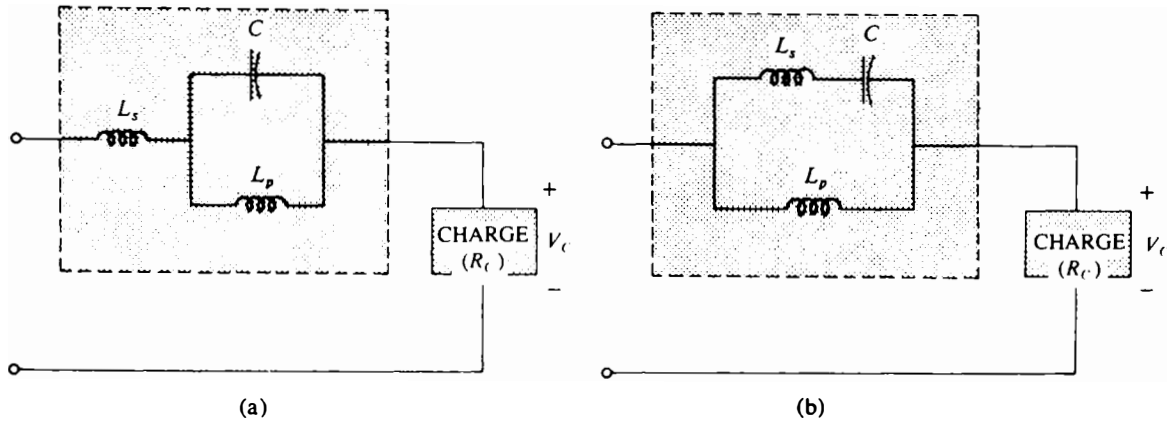 C
L_s
L_p
CHARGE
(R_C)
+
V_C
−
(a)
L_s C
L_p
CHARGE
(R_C)
+
V_C
−
(b)